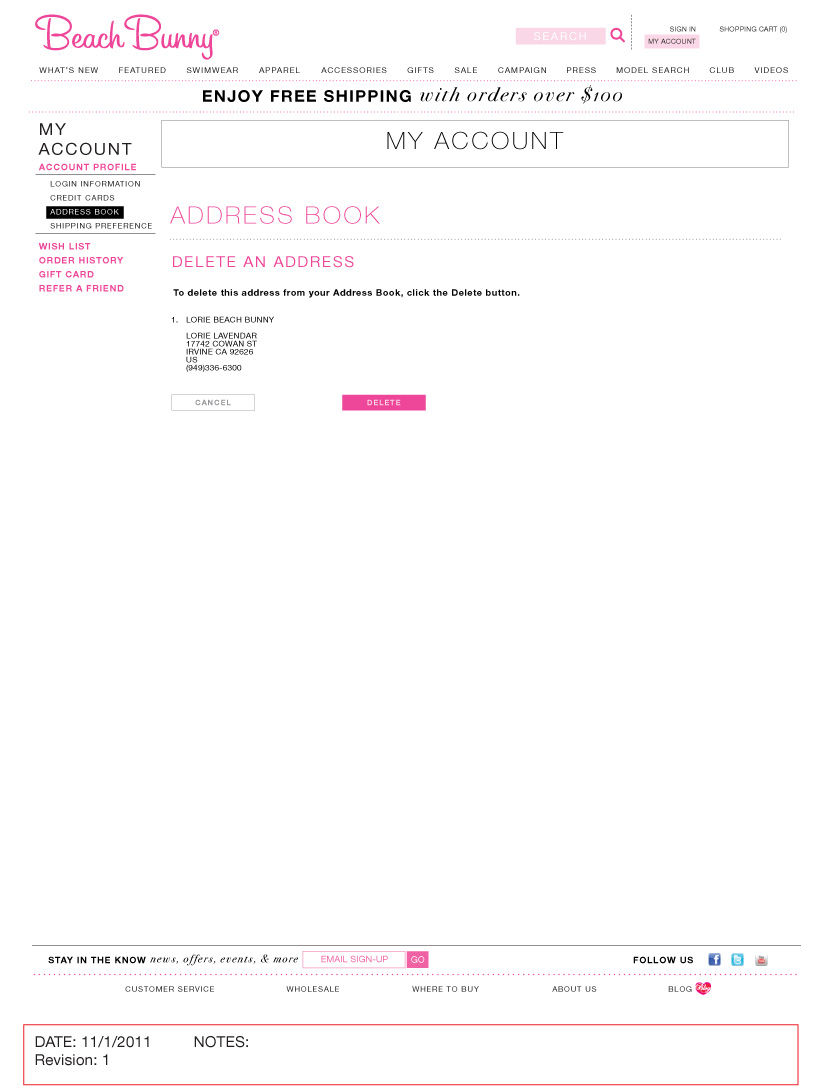 Beach Bunny®
SEARCH
SIGN IN
MY ACCOUNT
SHOPPING CART (0)
WHAT'S NEW FEATURED SWIMWEAR APPAREL ACCESSORIES GIFTS SALE CAMPAIGN PRESS MODEL SEARCH CLUB VIDEOS
ENJOY FREE SHIPPING with orders over $100
MY
ACCOUNT
ACCOUNT PROFILE
LOGIN INFORMATION
CREDIT CARDS
ADDRESS BOOK
SHIPPING PREFERENCE
WISH LIST
ORDER HISTORY
GIFT CARD
REFER A FRIEND
MY ACCOUNT
ADDRESS BOOK
DELETE AN ADDRESS
To delete this address from your Address Book, click the Delete button.
1. LORIE BEACH BUNNY
LORIE LAVENDAR
17742 COWAN ST
IRVINE CA 92626
US
(949)336-6300
CANCEL DELETE
STAY IN THE KNOW news, offers, events, & more EMAIL SIGN-UP GO FOLLOW US
CUSTOMER SERVICE WHOLESALE WHERE TO BUY ABOUT US BLOG
DATE: 11/1/2011 NOTES:
Revision: 1